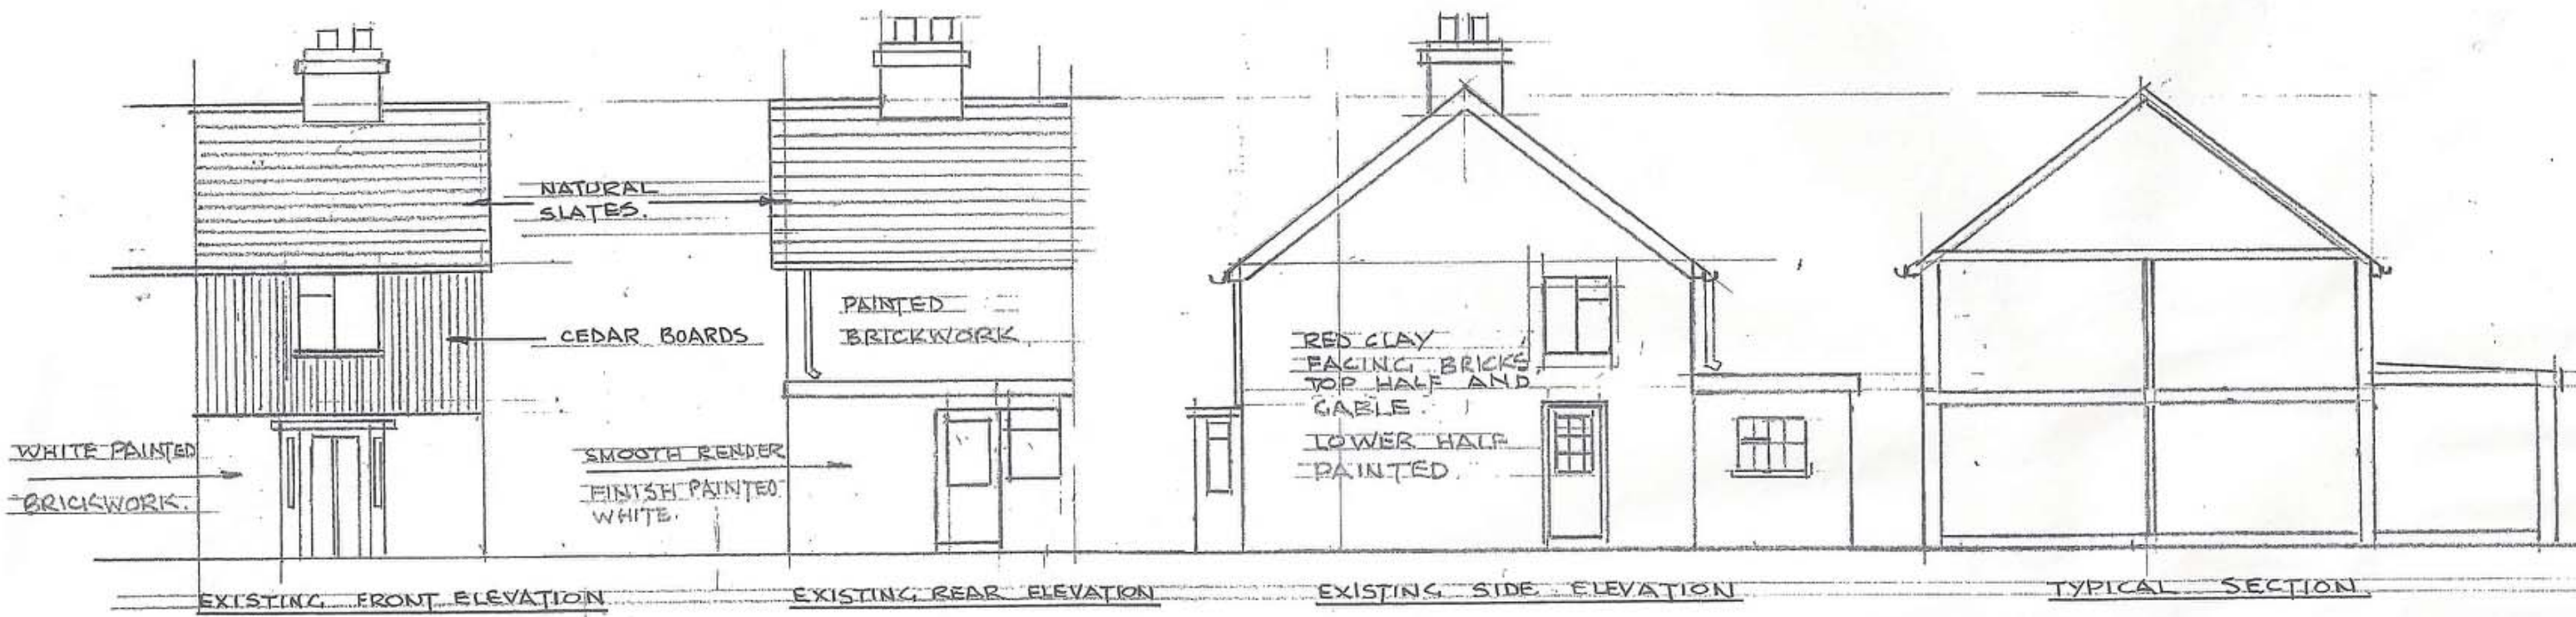 NATURAL
SLATES.
CEDAR BOARDS
WHITE PAINTED
BRICKWORK.
PAINTED
BRICKWORK
SMOOTH RENDER
FINISH PAINTED
WHITE.
RED CLAY
FACING BRICKS
TOP HALF AND
GABLE.
LOWER HALF
PAINTED.
EXISTING FRONT ELEVATION
EXISTING REAR ELEVATION
EXISTING SIDE ELEVATION
TYPICAL SECTION